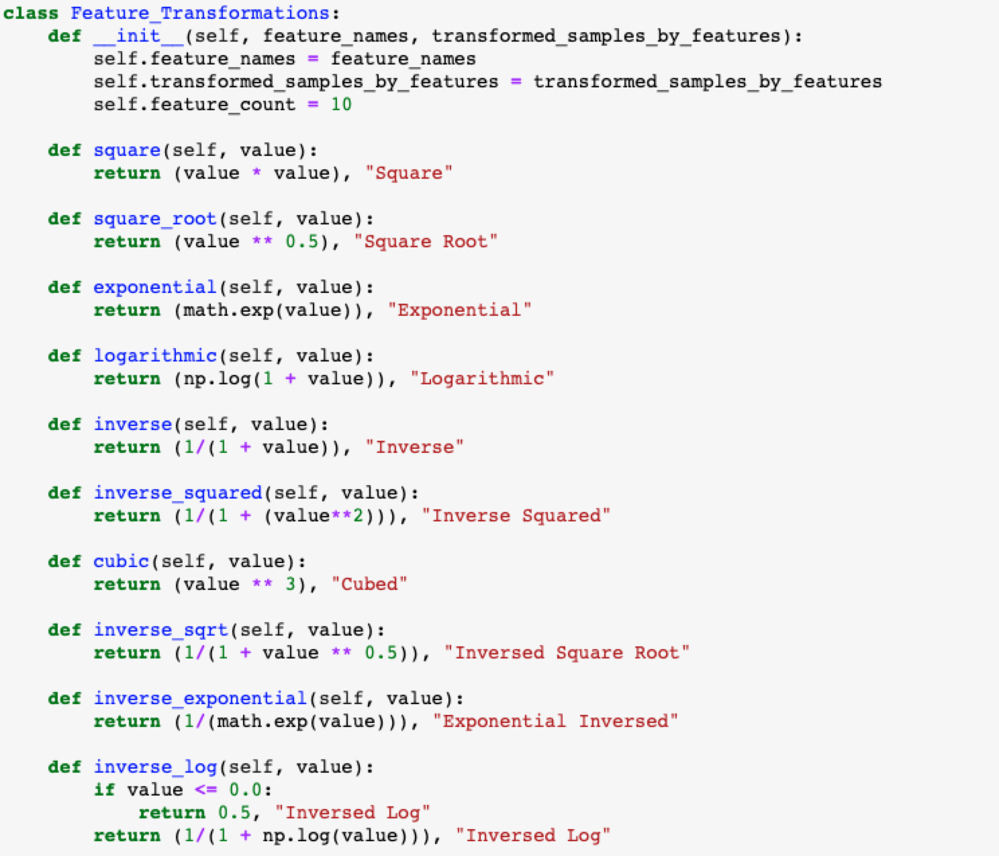 class Feature_Transformations:
    def __init__(self, feature_names, transformed_samples_by_features):
        self.feature_names = feature_names
        self.transformed_samples_by_features = transformed_samples_by_features
        self.feature_count = 10

    def square(self, value):
        return (value * value), "Square"

    def square_root(self, value):
        return (value ** 0.5), "Square Root"

    def exponential(self, value):
        return (math.exp(value)), "Exponential"

    def logarithmic(self, value):
        return (np.log(1 + value)), "Logarithmic"

    def inverse(self, value):
        return (1/(1 + value)), "Inverse"

    def inverse_squared(self, value):
        return (1/(1 + (value**2))), "Inverse Squared"

    def cubic(self, value):
        return (value ** 3), "Cubed"

    def inverse_sqrt(self, value):
        return (1/(1 + value ** 0.5)), "Inversed Square Root"

    def inverse_exponential(self, value):
        return (1/(math.exp(value))), "Exponential Inversed"

    def inverse_log(self, value):
        if value <= 0.0:
            return 0.5, "Inversed Log"
        return (1/(1 + np.log(value))), "Inversed Log"